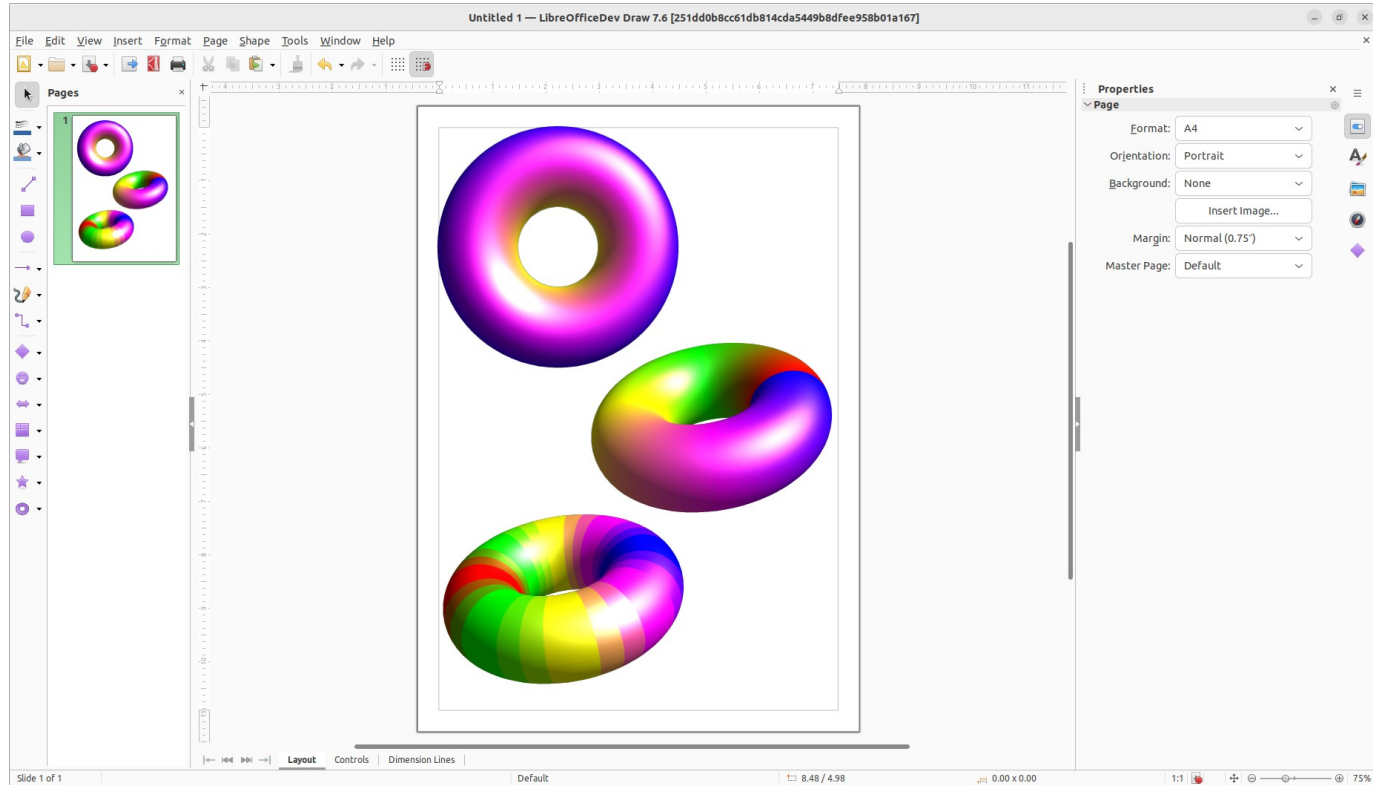 Untitled 1 — LibreOfficeDev Draw 7.6 [251dd0b8cc61db814cda5449b8dfee958b01a167]
File Edit View Insert Format Page Shape Tools Window Help
Pages
1
Properties
Page
Format: A4
Orientation: Portrait
Background: None
Insert Image...
Margin: Normal (0.75″)
Master Page: Default
Layout Controls Dimension Lines
Slide 1 of 1 Default 8.48 / 4.98 0.00 x 0.00 1:1 75%